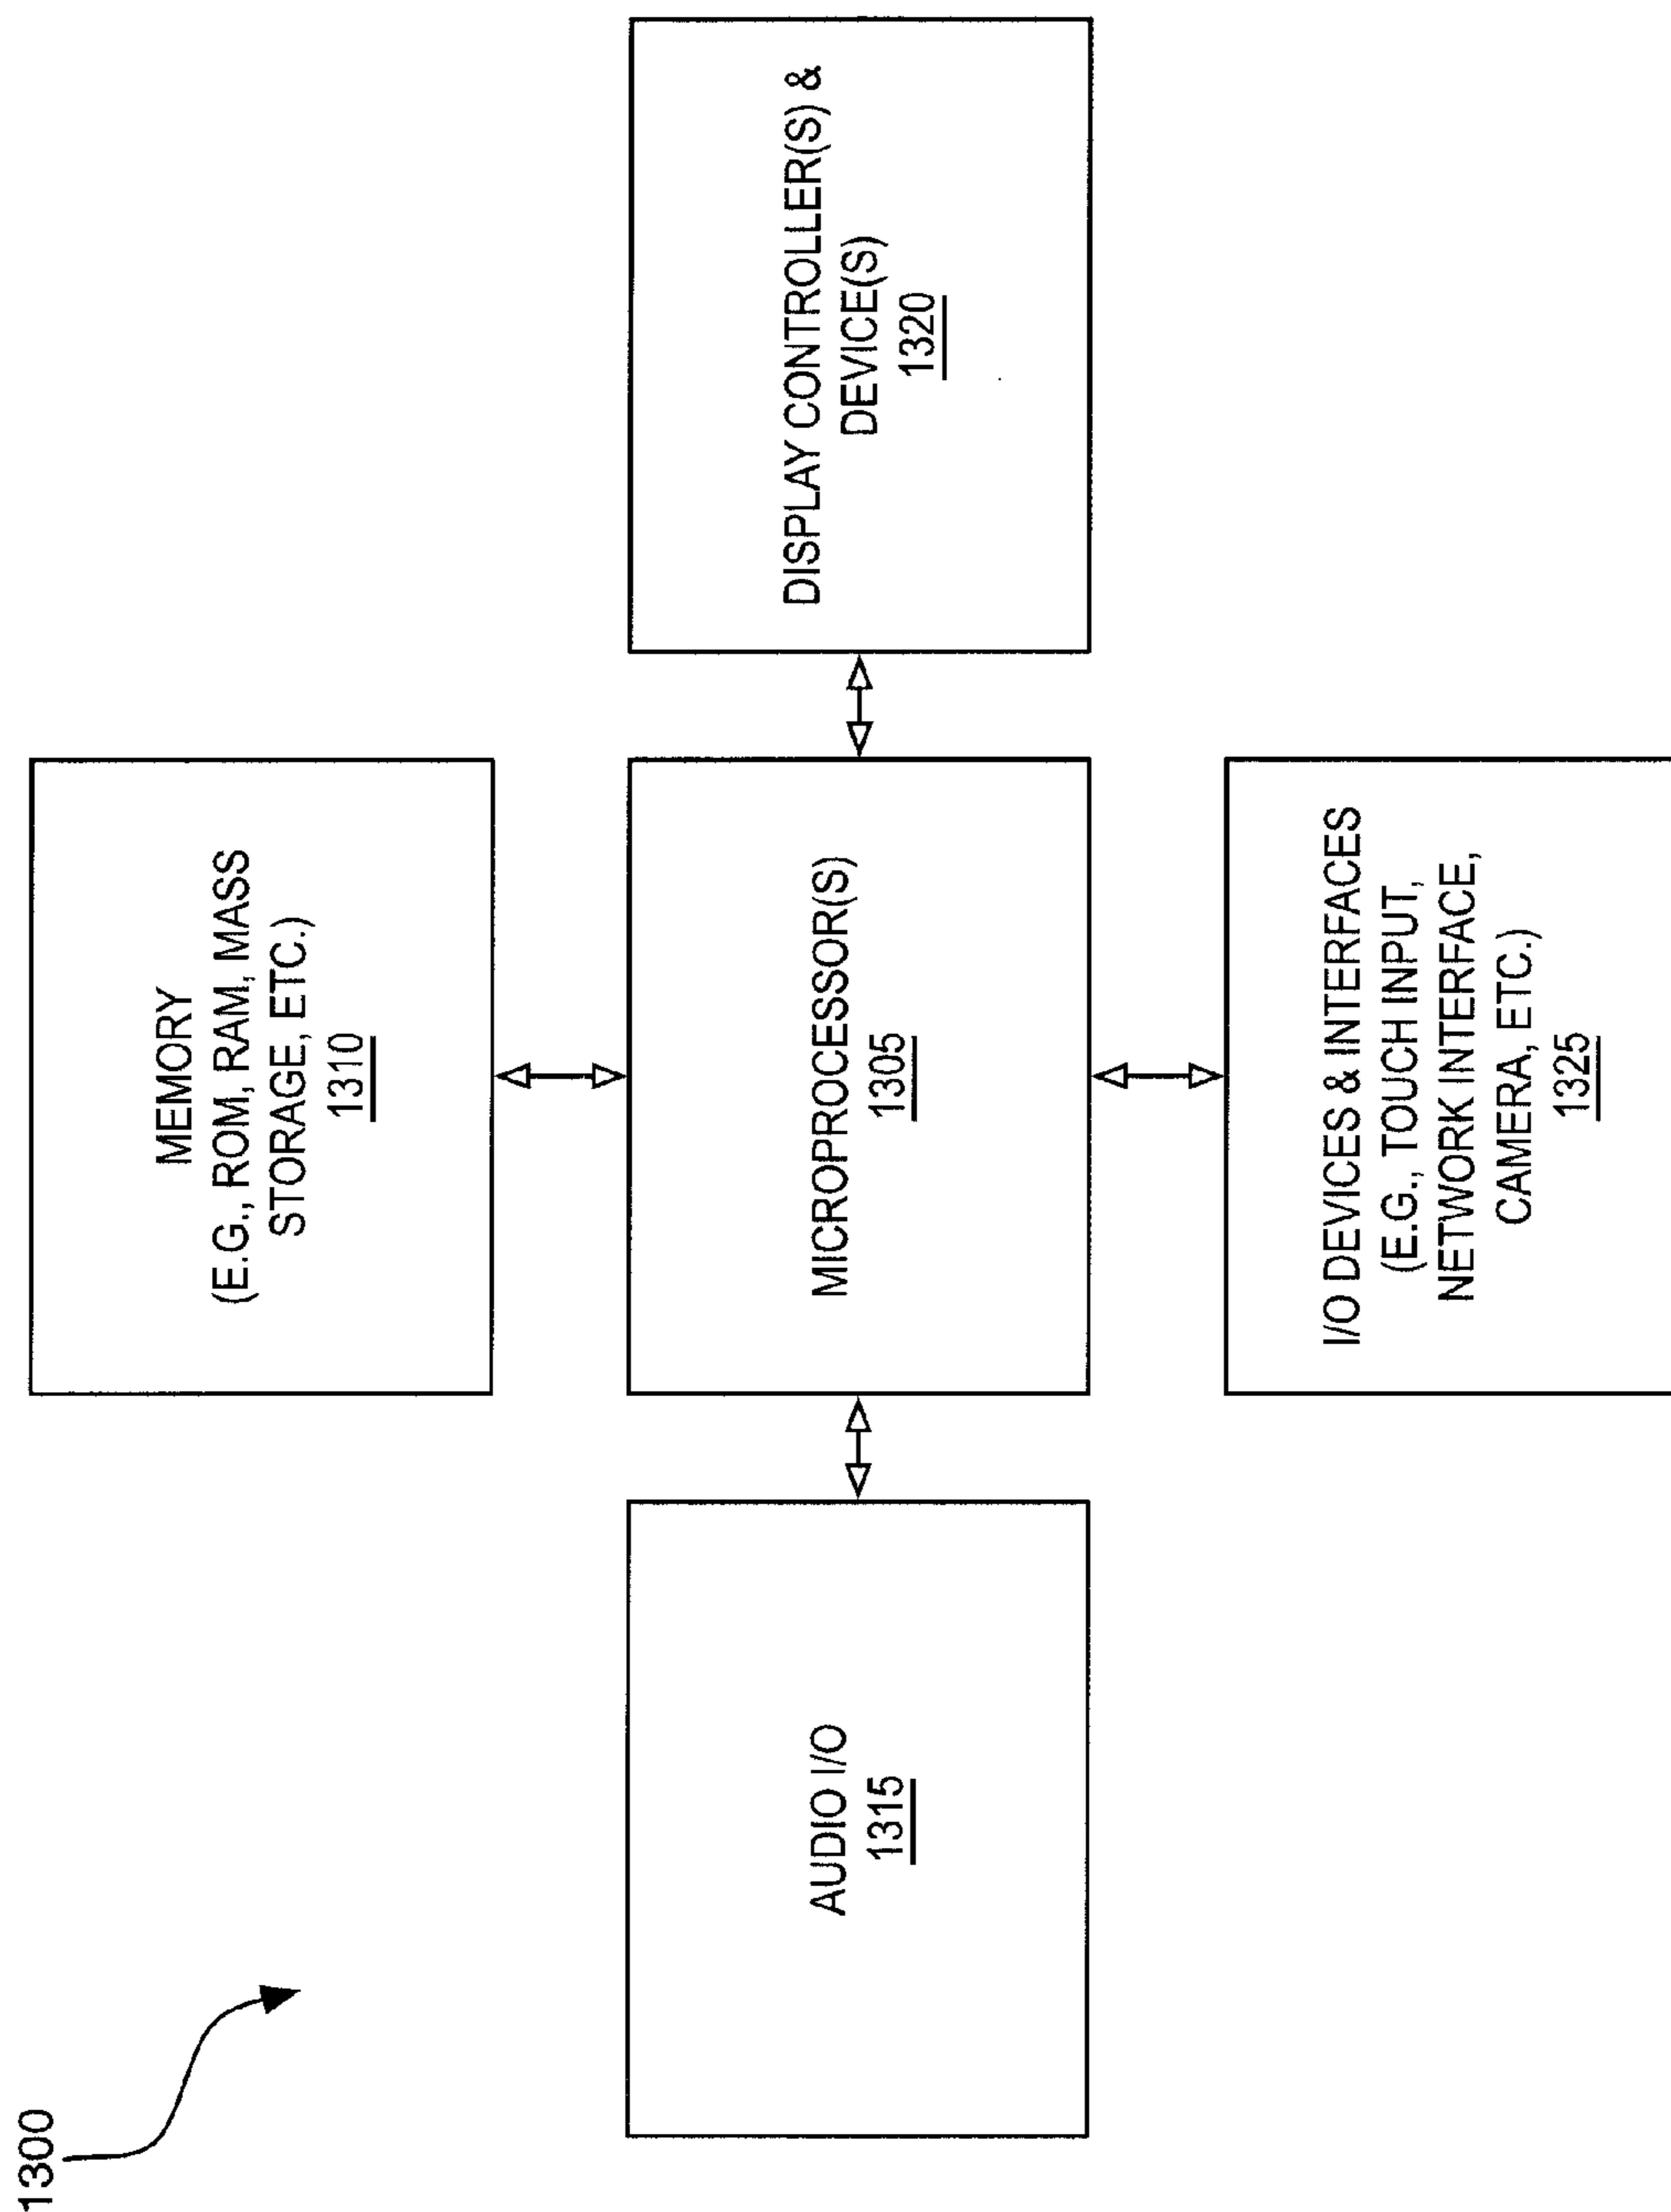 1300
MEMORY
(E.G., ROM, RAM, MASS
STORAGE, ETC.)
1310
AUDIO I/O
1315
MICROPROCESSOR(S)
1305
DISPLAY CONTROLLER(S) &
DEVICE(S)
1320
I/O DEVICES & INTERFACES
(E.G., TOUCH INPUT,
NETWORK INTERFACE,
CAMERA, ETC.)
1325